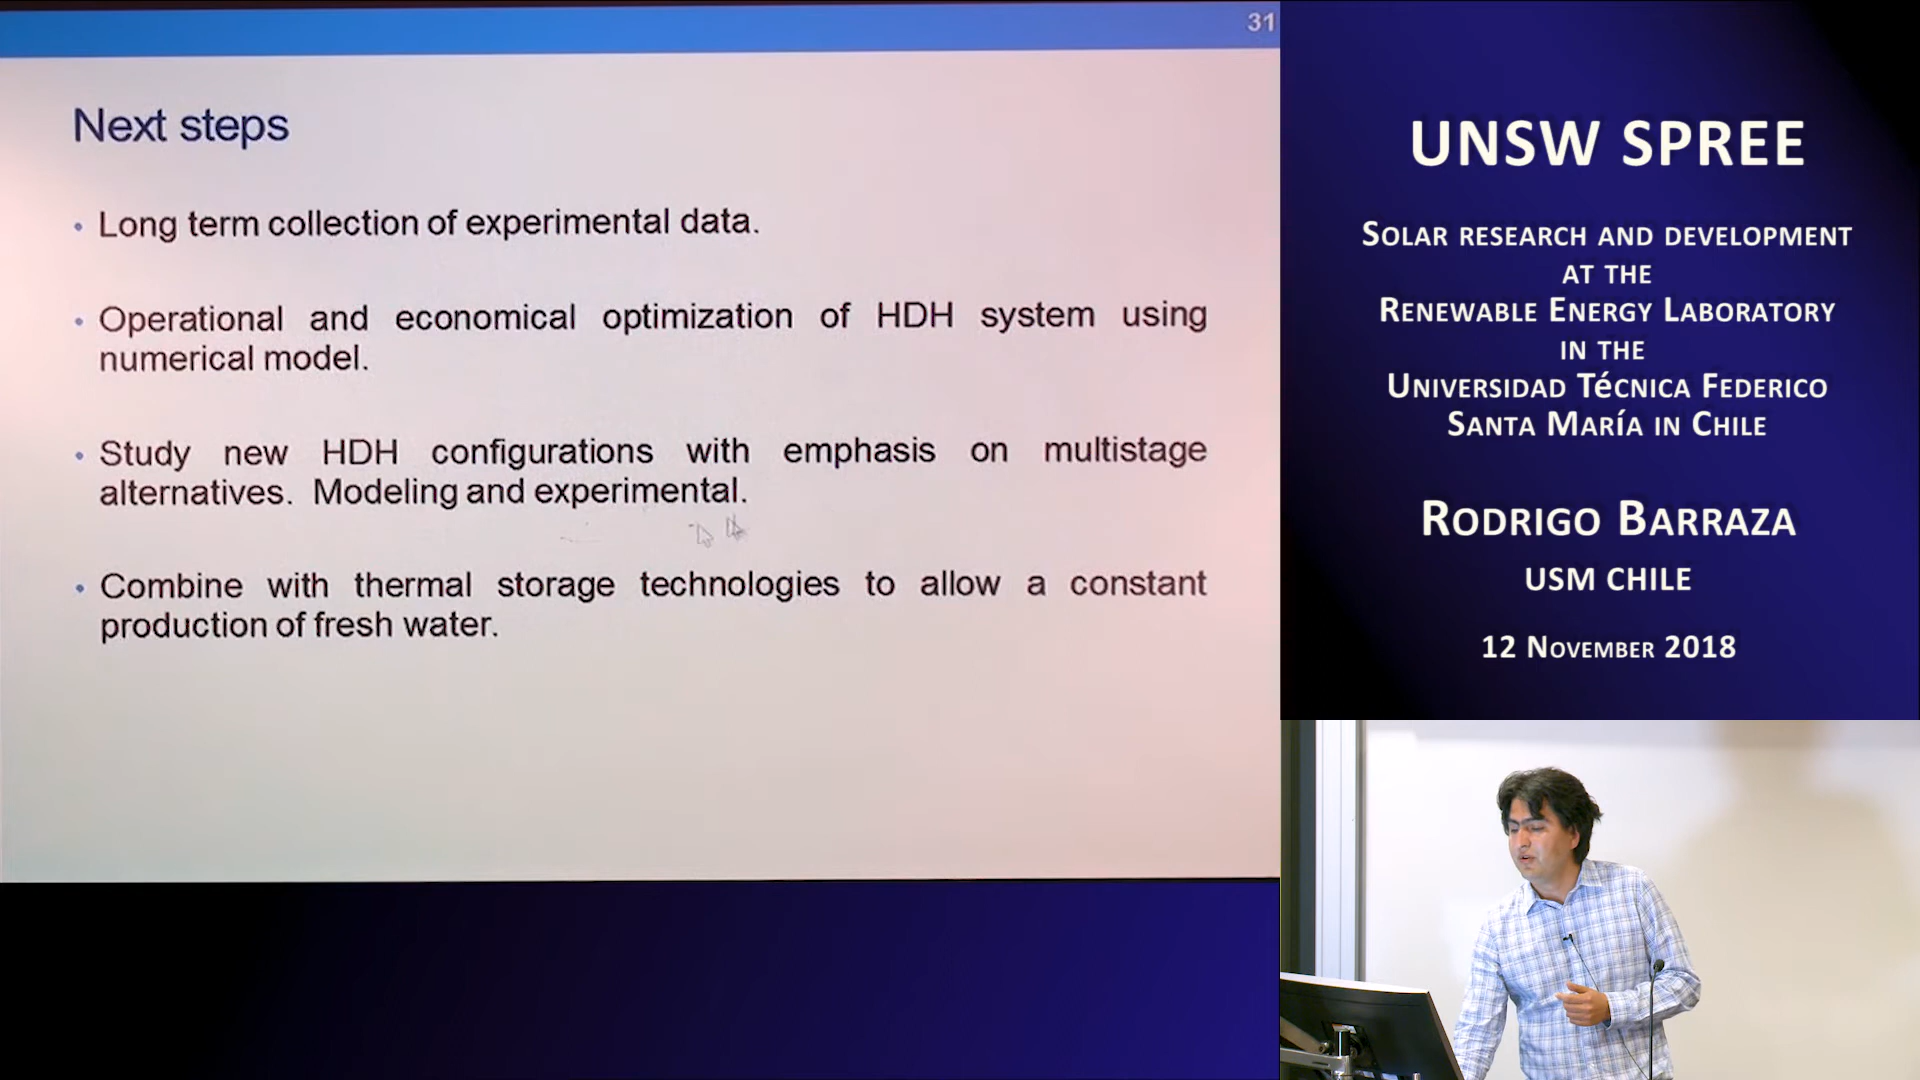 31
Next steps
• Long term collection of experimental data.
• Operational and economical optimization of HDH system using
numerical model.
• Study new HDH configurations with emphasis on multistage
alternatives. Modeling and experimental.
• Combine with thermal storage technologies to allow a constant
production of fresh water.
UNSW SPREE
SOLAR RESEARCH AND DEVELOPMENT
AT THE
RENEWABLE ENERGY LABORATORY
IN THE
UNIVERSIDAD TéCNICA FEDERICO
SANTA MARíA IN CHILE
RODRIGO BARRAZA
USM CHILE
12 NOVEMBER 2018